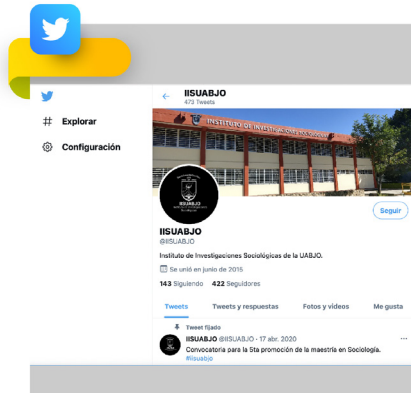 IISUABJO
473 Tweets
Explorar
Configuración
INSTITUTO DE INVESTIGACIONES SOCIOLÓGICAS
IISUABJO
Seguir
IISUABJO
@IISUABJO
Instituto de Investigaciones Sociológicas de la UABJO.
Se unió en junio de 2015
143 Siguiendo 422 Seguidores
Tweets Tweets y respuestas Fotos y videos Me gusta
Tweet fijado
IISUABJO @IISUABJO · 17 abr. 2020
Convocatoria para la 5ta promoción de la maestría en Sociología.
#iisuabjo